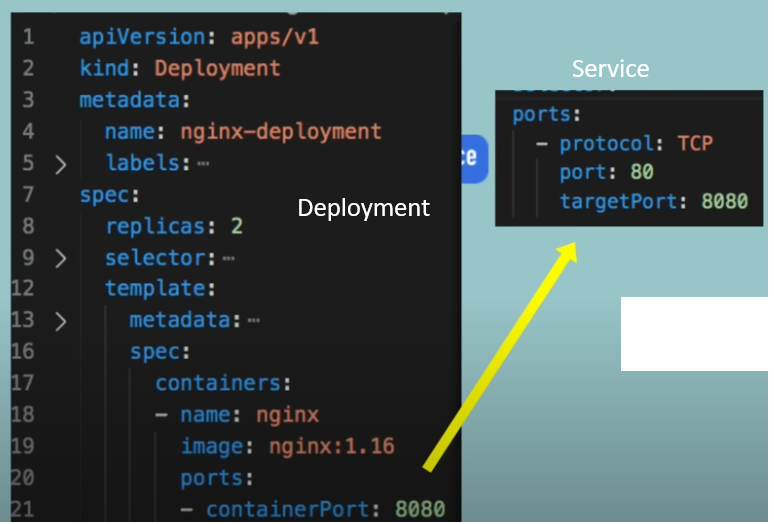 1 apiVersion: apps/v1
2 kind: Deployment
3 metadata:
4 name: nginx-deployment
5 > labels:⋯
7 spec:
8 replicas: 2
9 > selector:⋯
12 template:
13 > metadata:⋯
16 spec:
17 containers:
18 - name: nginx
19 image: nginx:1.16
20 ports:
21 - containerPort: 8080
Deployment
ce
Service
ports:
- protocol: TCP
port: 80
targetPort: 8080